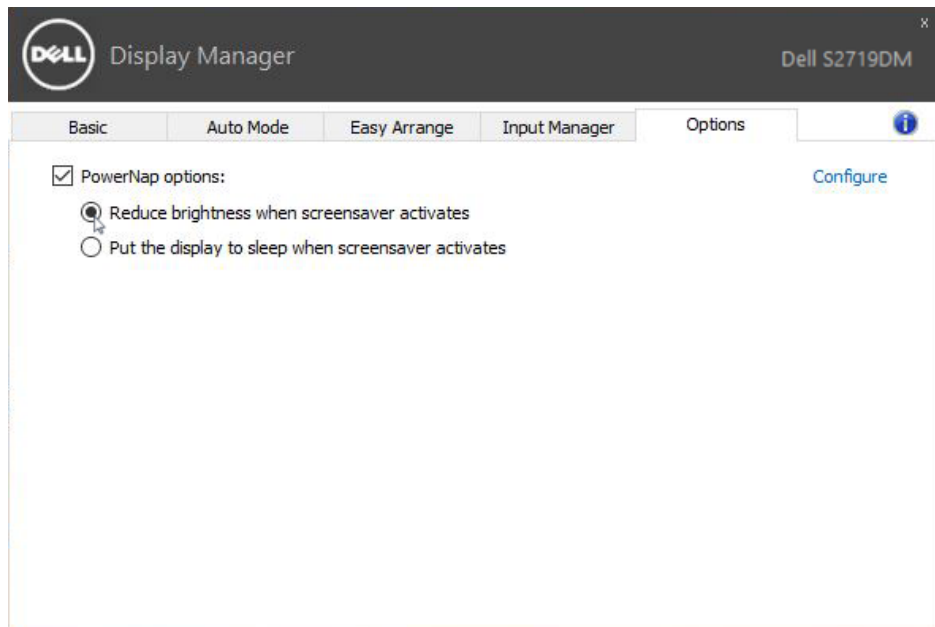 x
DELL Display Manager Dell S2719DM
Basic Auto Mode Easy Arrange Input Manager Options i
PowerNap options: Configure
Reduce brightness when screensaver activates
Put the display to sleep when screensaver activates